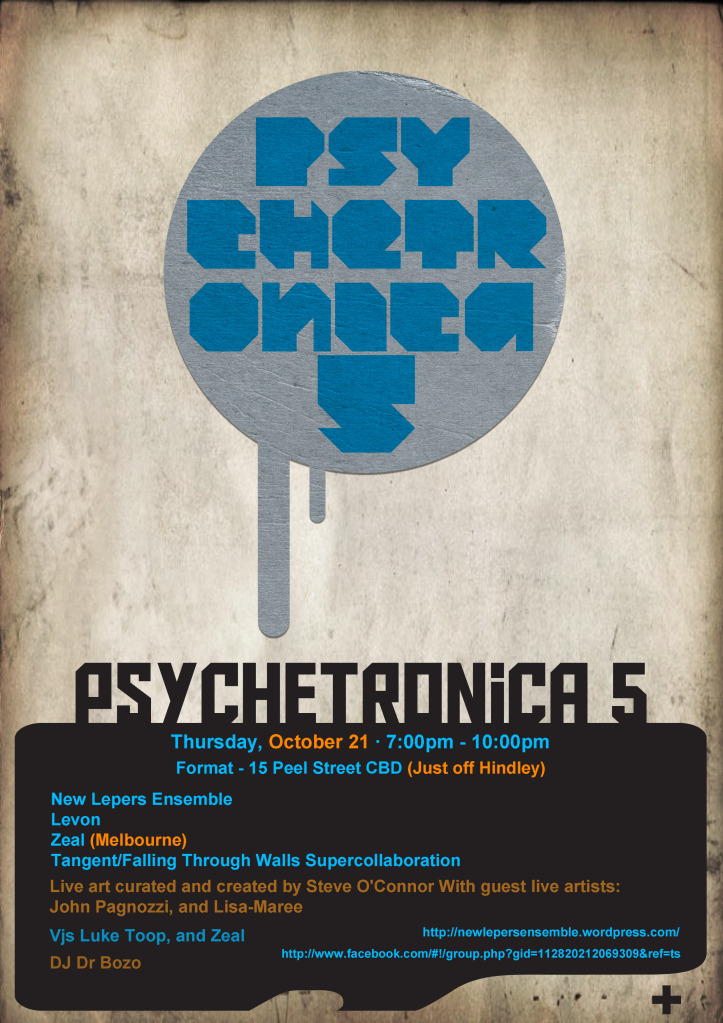 PSY
CHETR
ONICA
5
PSYCHETRONiCA 5
Thursday, October 21 · 7:00pm - 10:00pm
Format - 15 Peel Street CBD (Just off Hindley)
New Lepers Ensemble
Levon
Zeal (Melbourne)
Tangent/Falling Through Walls Supercollaboration
Live art curated and created by Steve O'Connor With guest live artists:
John Pagnozzi, and Lisa-Maree
Vjs Luke Toop, and Zeal
http://newlepersensemble.wordpress.com/
http://www.facebook.com/#!/group.php?gid=112820212069309&ref=ts
DJ Dr Bozo